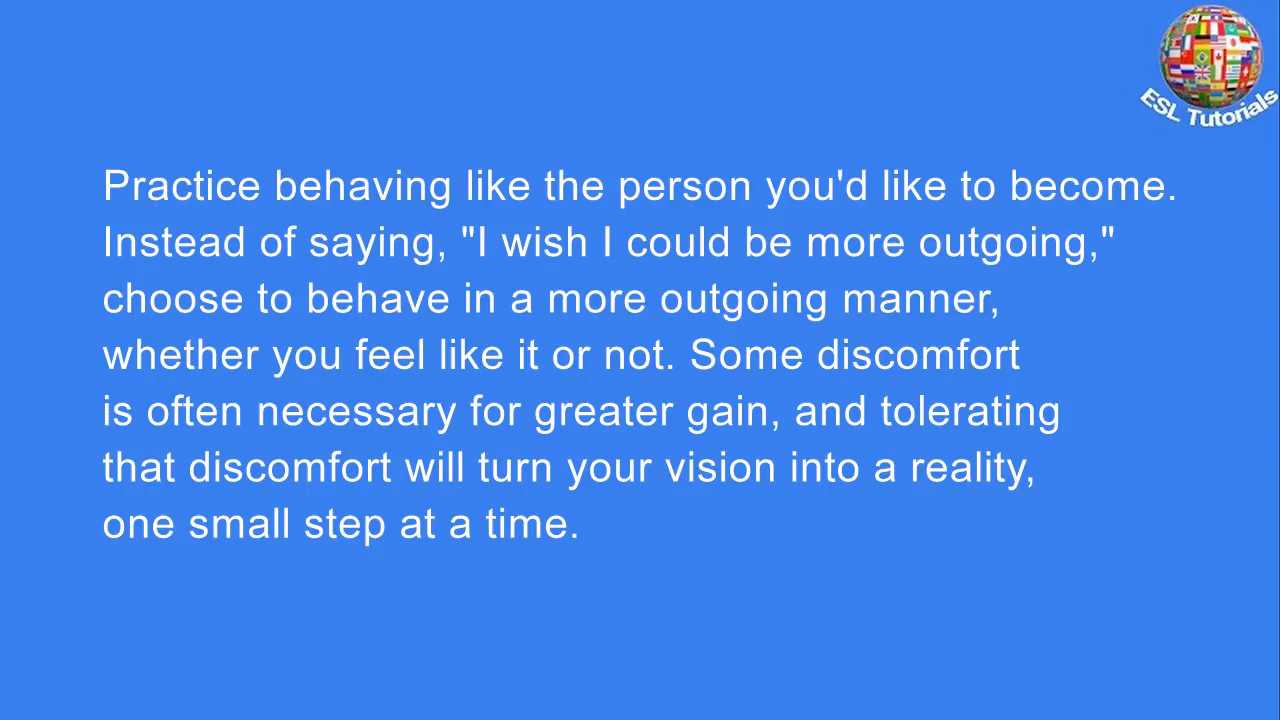 ESL Tutorials
Practice behaving like the person you'd like to become.
Instead of saying, "I wish I could be more outgoing,"
choose to behave in a more outgoing manner,
whether you feel like it or not. Some discomfort
is often necessary for greater gain, and tolerating
that discomfort will turn your vision into a reality,
one small step at a time.